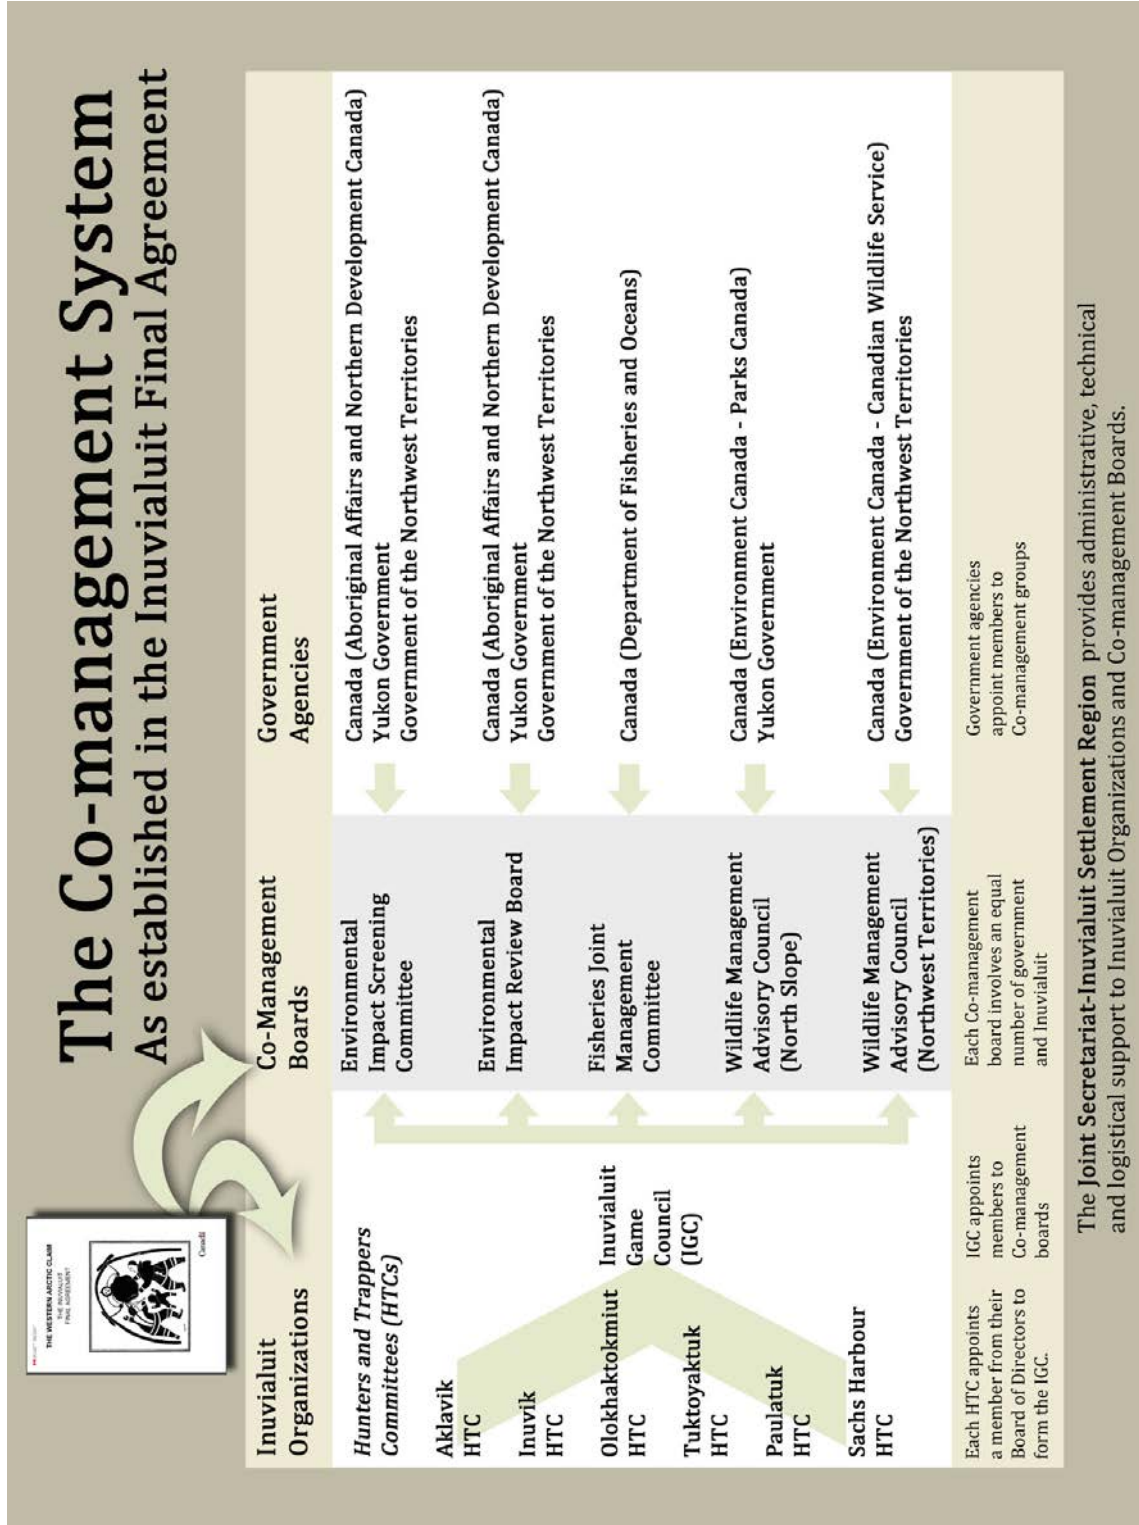 The Co-management System
As established in the Inuvialuit Final Agreement
THE WESTERN ARCTIC CLAIM
THE INUVIALUIT
FINAL AGREEMENT
Canada
Inuvialuit
Organizations
Co-Management
Boards
Government
Agencies
Hunters and Trappers
Committees (HTCs)
Aklavik
HTC
Inuvik
HTC
Olokhaktokmiut
HTC
Tuktoyaktuk
HTC
Paulatuk
HTC
Sachs Harbour
HTC
Inuvialuit
Game
Council
(IGC)
Environmental
Impact Screening
Committee
Environmental
Impact Review Board
Fisheries Joint
Management
Committee
Wildlife Management
Advisory Council
(North Slope)
Wildlife Management
Advisory Council
(Northwest Territories)
Canada (Aboriginal Affairs and Northern Development Canada)
Yukon Government
Government of the Northwest Territories
Canada (Aboriginal Affairs and Northern Development Canada)
Yukon Government
Government of the Northwest Territories
Canada (Department of Fisheries and Oceans)
Canada (Environment Canada - Parks Canada)
Yukon Government
Canada (Environment Canada - Canadian Wildlife Service)
Government of the Northwest Territories
Each HTC appoints
a member from their
Board of Directors to
form the IGC.
IGC appoints
members to
Co-management
boards
Each Co-management
board involves an equal
number of government
and Inuvialuit
Government agencies
appoint members to
Co-management groups
The Joint Secretariat-Inuvialuit Settlement Region provides administrative, technical
and logistical support to Inuvialuit Organizations and Co-management Boards.